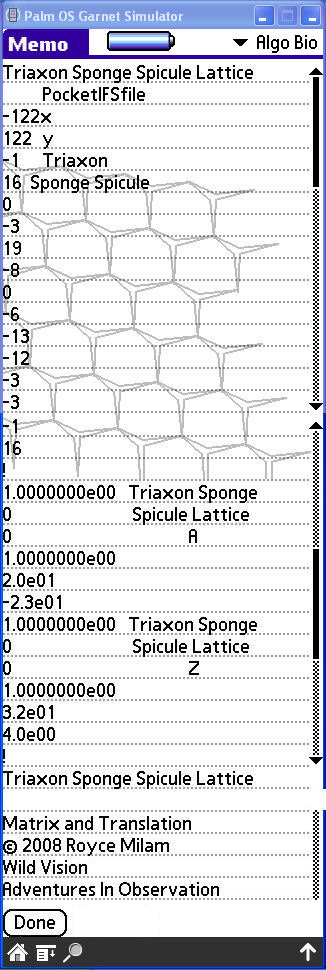 Palm OS Garnet Simulator
Memo Algo Bio
Triaxon Sponge Spicule Lattice
PocketIFSfile
-122x
122 y
-1 Triaxon
16 Sponge Spicule
0
-3
19
-8
0
-6
-13
-12
-3
-3
-1
16
!
1.0000000e00 Triaxon Sponge
0 Spicule Lattice
0 A
1.0000000e00
2.0e01
-2.3e01
1.0000000e00 Triaxon Sponge
0 Spicule Lattice
0 Z
1.0000000e00
3.2e01
4.0e00
!
Triaxon Sponge Spicule Lattice
Matrix and Translation
© 2008 Royce Milam
Wild Vision
Adventures In Observation
Done